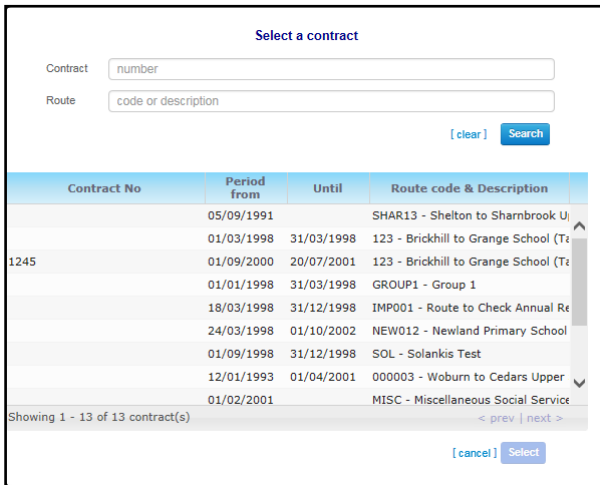 Select a contract
Contract number
Route code or description
[ clear ] Search
Contract No Period from Until Route code & Description
05/09/1991 SHAR13 - Shelton to Sharnbrook
01/03/1998 31/03/1998 123 - Brickhill to Grange School
1245 01/09/2000 20/07/2001 123 - Brickhill to Grange School
01/01/1998 31/03/1998 GROUP1 - Group 1
18/03/1998 31/12/1998 IMP001 - Route to Check Annual
24/03/1998 01/10/2002 NEW012 - Newland Primary School
01/09/1998 31/12/1998 SOL - Solankis Test
12/01/1993 01/04/2001 000003 - Woburn to Cedars Upper
01/02/2001 MISC - Miscellaneous Social Service
Showing 1 - 13 of 13 contract(s) < prev | next >
[ cancel ] Select